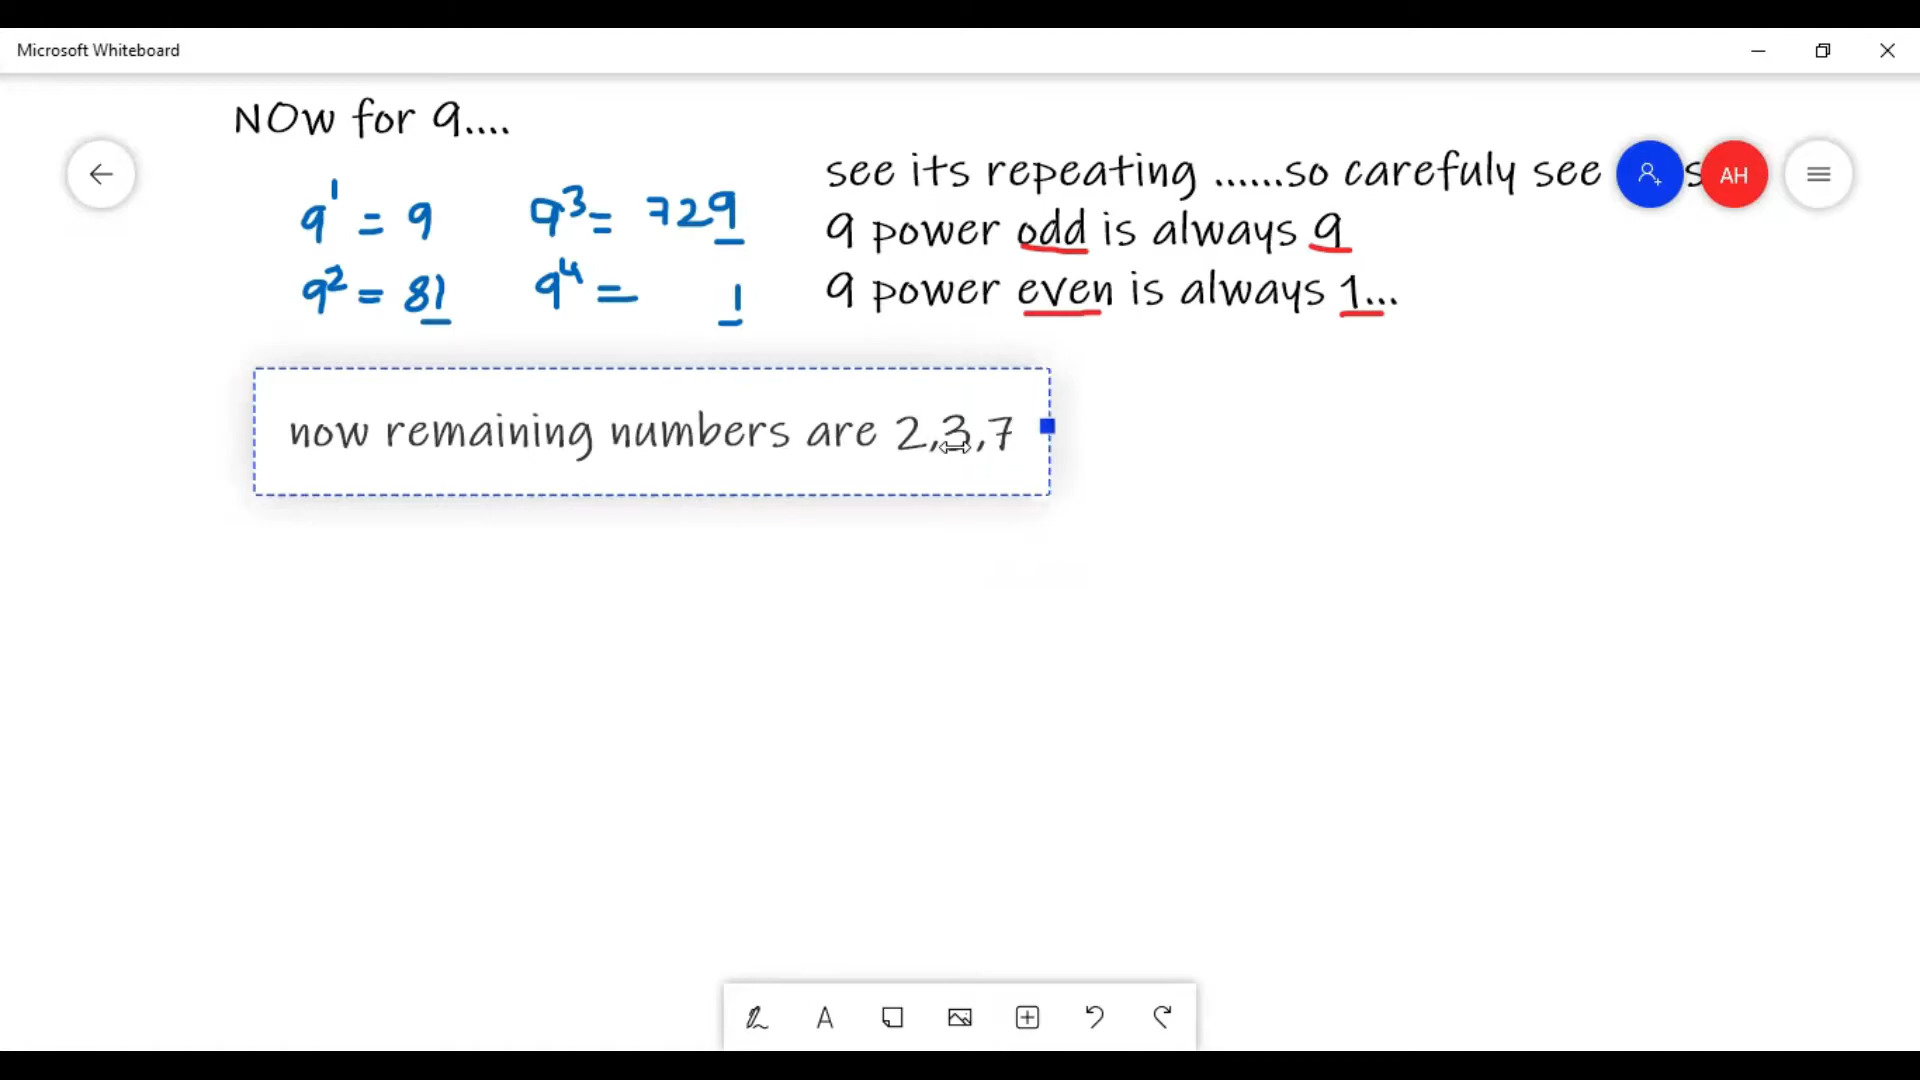 Microsoft Whiteboard
NOw for 9....
see its repeating ......so carefuly see
AH
9 power odd is always 9
9 power even is always 1...
9¹ = 9
9³ = 729
9² = 81
9⁴ = 1
now remaining numbers are 2,3,7